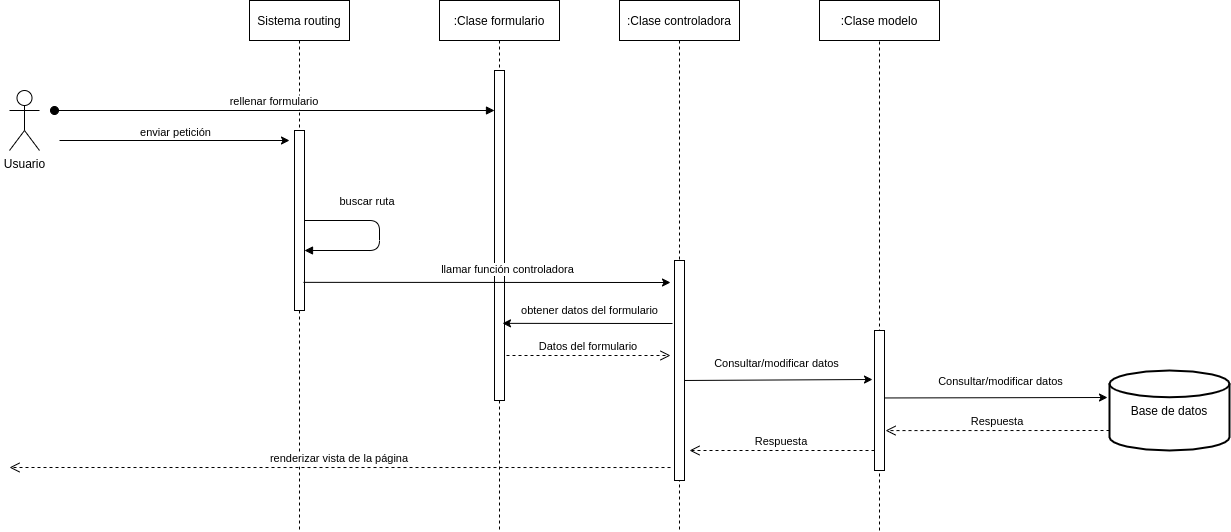 Sistema routing
:Clase formulario
:Clase controladora
:Clase modelo
rellenar formulario
enviar petición
Usuario
buscar ruta
llamar función controladora
obtener datos del formulario
Datos del formulario
Consultar/modificar datos
Consultar/modificar datos
Base de datos
Respuesta
Respuesta
renderizar vista de la página